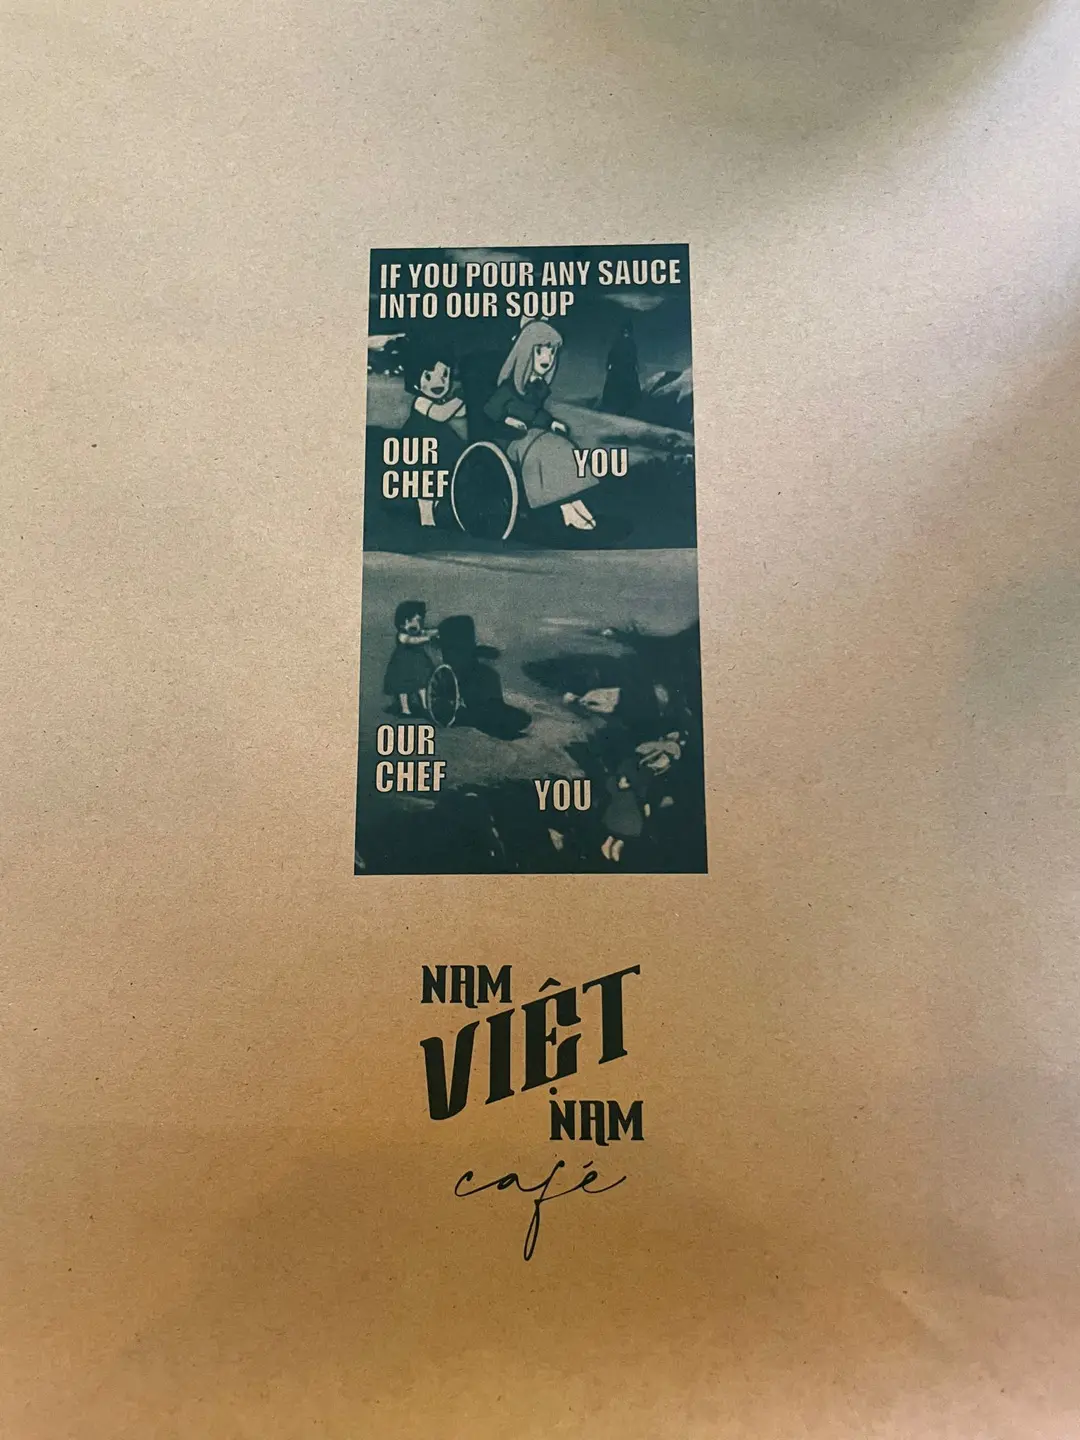 IF YOU POUR ANY SAUCE
INTO OUR SOUP
OUR
CHEF
YOU
OUR
CHEF
YOU
NAM
VIỆT
NAM
café